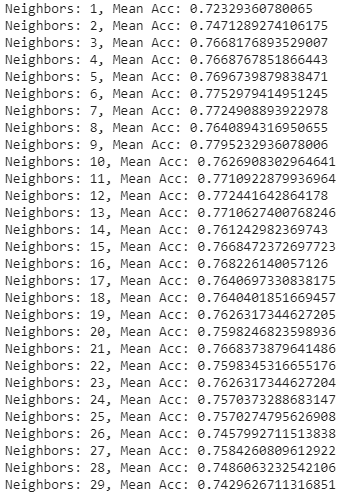 Neighbors: 1, Mean Acc: 0.72329360780065
Neighbors: 2, Mean Acc: 0.7471289274106175
Neighbors: 3, Mean Acc: 0.7668176893529007
Neighbors: 4, Mean Acc: 0.7668767851866443
Neighbors: 5, Mean Acc: 0.7696739879838471
Neighbors: 6, Mean Acc: 0.7752979414951245
Neighbors: 7, Mean Acc: 0.7724908893922978
Neighbors: 8, Mean Acc: 0.7640894316950655
Neighbors: 9, Mean Acc: 0.7795232936078006
Neighbors: 10, Mean Acc: 0.7626908302964641
Neighbors: 11, Mean Acc: 0.7710922879936964
Neighbors: 12, Mean Acc: 0.772441642864178
Neighbors: 13, Mean Acc: 0.7710627400768246
Neighbors: 14, Mean Acc: 0.761242982369743
Neighbors: 15, Mean Acc: 0.7668472372697723
Neighbors: 16, Mean Acc: 0.768226140057126
Neighbors: 17, Mean Acc: 0.7640697330838175
Neighbors: 18, Mean Acc: 0.7640401851669457
Neighbors: 19, Mean Acc: 0.7626317344627205
Neighbors: 20, Mean Acc: 0.7598246823598936
Neighbors: 21, Mean Acc: 0.7668373879641486
Neighbors: 22, Mean Acc: 0.7598345316655176
Neighbors: 23, Mean Acc: 0.7626317344627204
Neighbors: 24, Mean Acc: 0.7570373288683147
Neighbors: 25, Mean Acc: 0.7570274795626908
Neighbors: 26, Mean Acc: 0.7457992711513838
Neighbors: 27, Mean Acc: 0.7584260809612922
Neighbors: 28, Mean Acc: 0.7486063232542106
Neighbors: 29, Mean Acc: 0.7429626711316851